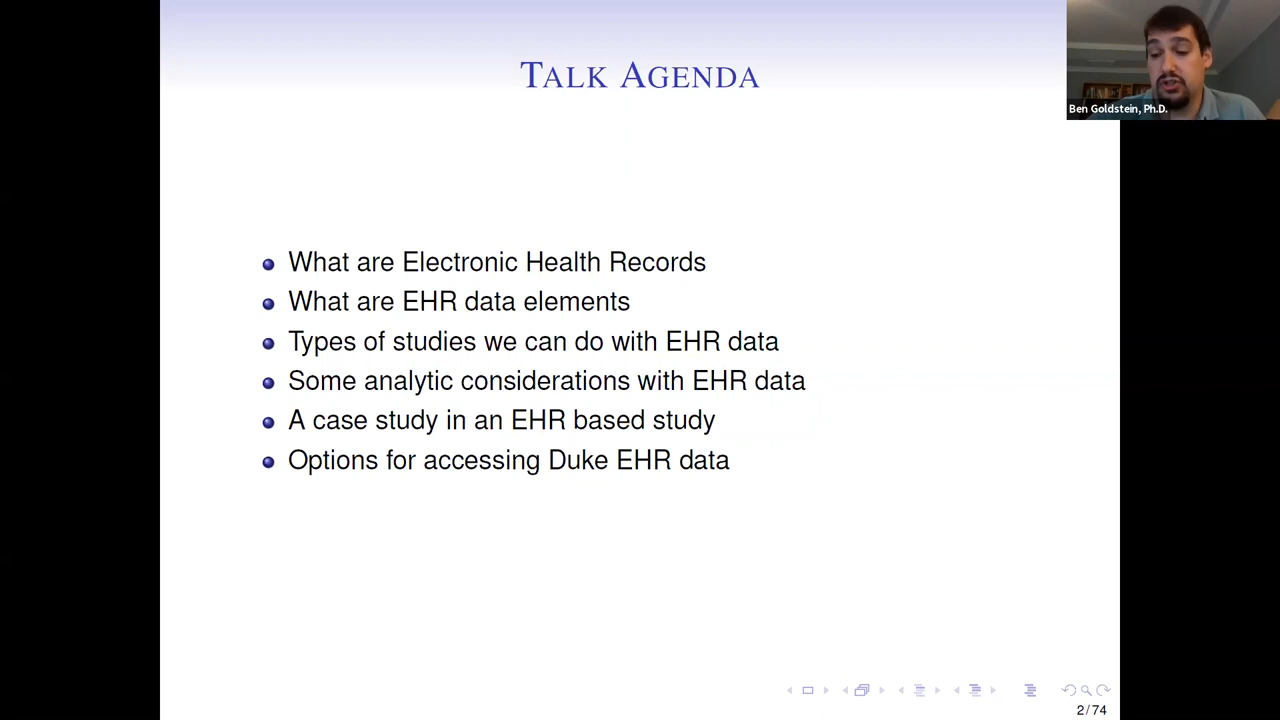 TALK AGENDA
Ben Goldstein, Ph.D.
What are Electronic Health Records
What are EHR data elements
Types of studies we can do with EHR data
Some analytic considerations with EHR data
A case study in an EHR based study
Options for accessing Duke EHR data
2/74